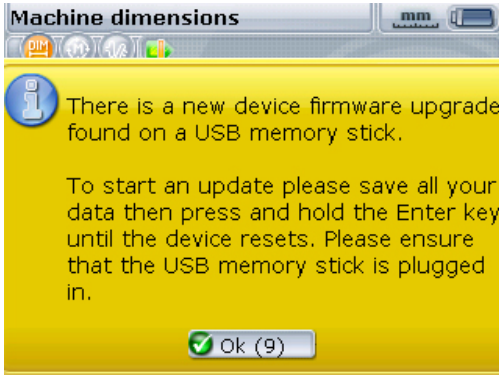 Machine dimensions
mm
DIM
There is a new device firmware upgrade
found on a USB memory stick.
To start an update please save all your
data then press and hold the Enter key
until the device resets. Please ensure
that the USB memory stick is plugged
in.
Ok (9)